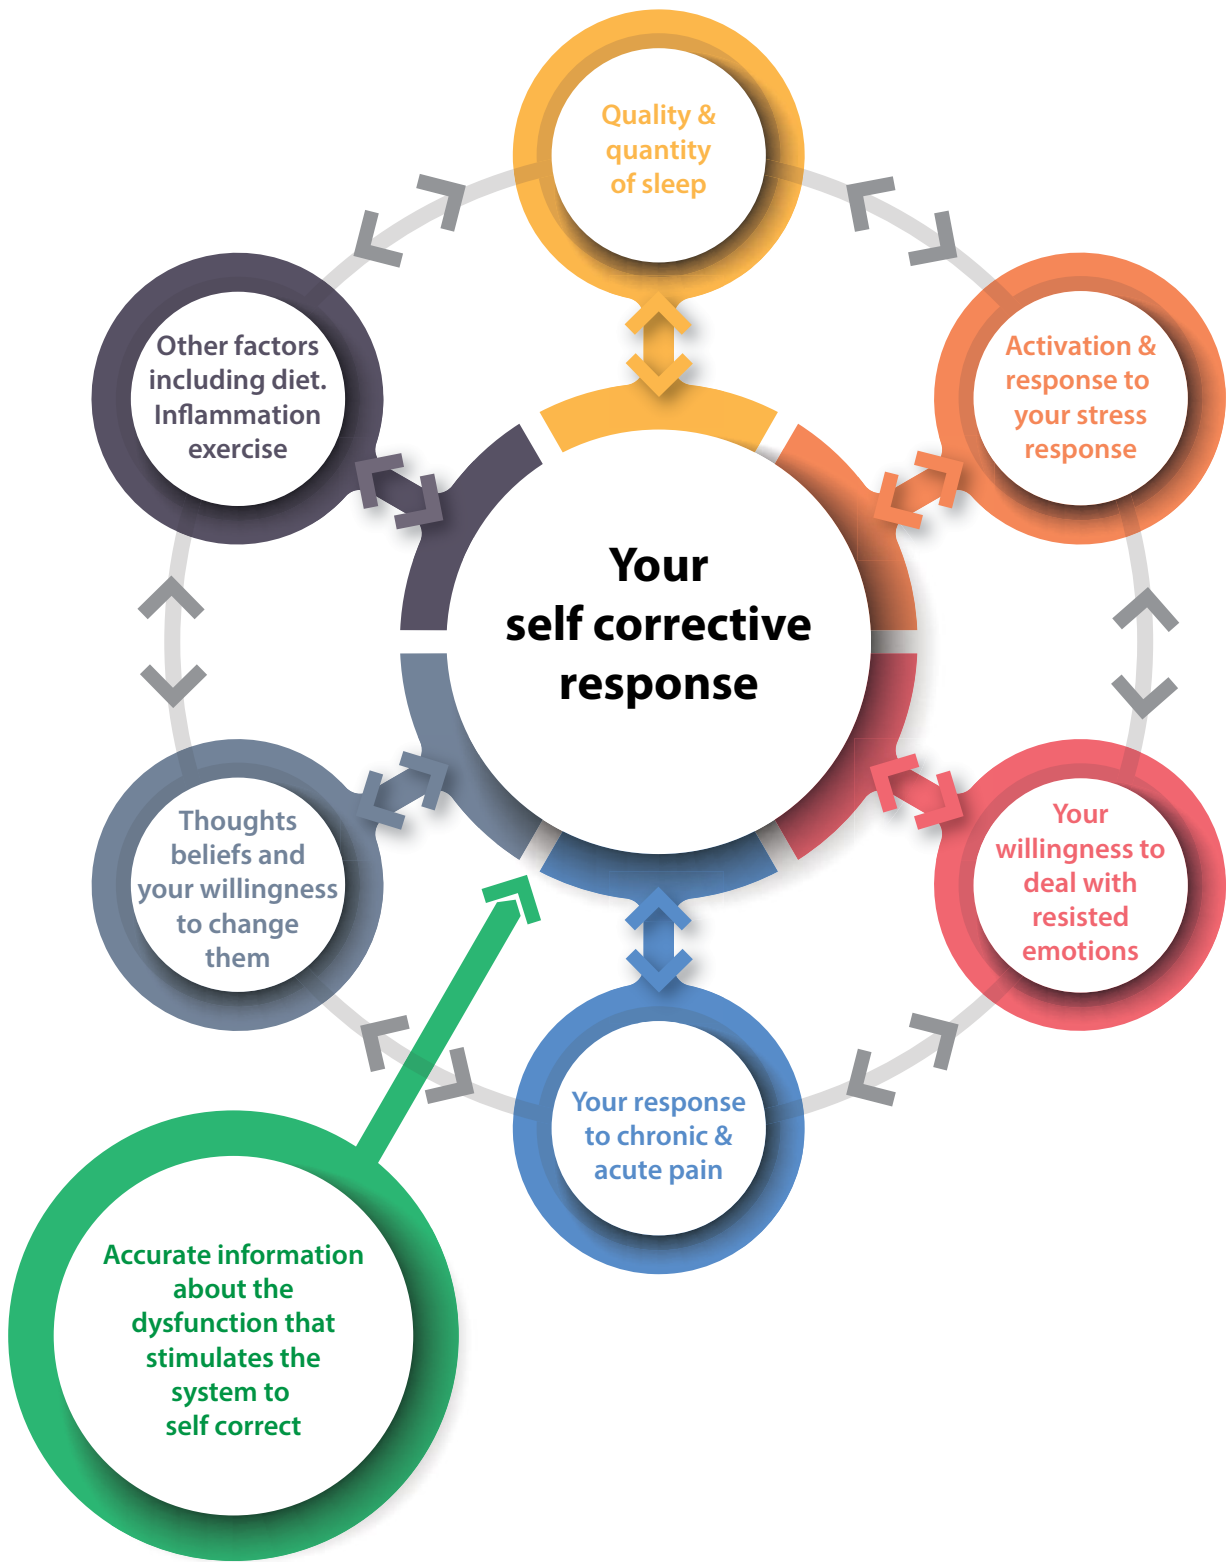 Quality &
quantity
of sleep
Other factors
including diet.
Inflammation
exercise
Activation &
response to
your stress
response
Your
self corrective
response
Thoughts
beliefs and
your willingness
to change
them
Your
willingness to
deal with
resisted
emotions
Your response
to chronic &
acute pain
Accurate information
about the
dysfunction that
stimulates the
system to
self correct